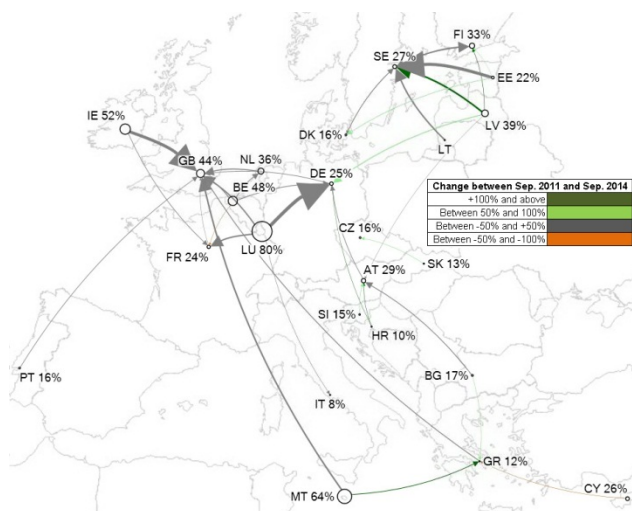 FI 33%
SE 27%
EE 22%
IE 52%
LV 39%
DK 16%
LT
NL 36%
GB 44%
DE 25%
BE 48%
Change between Sep. 2011 and Sep. 2014
+100% and above
Between 50% and 100%
Between -50% and +50%
Between -50% and -100%
CZ 16%
LU 80%
FR 24%
SK 13%
AT 29%
SI 15%
HR 10%
PT 16%
BG 17%
IT 8%
GR 12%
CY 26%
MT 64%